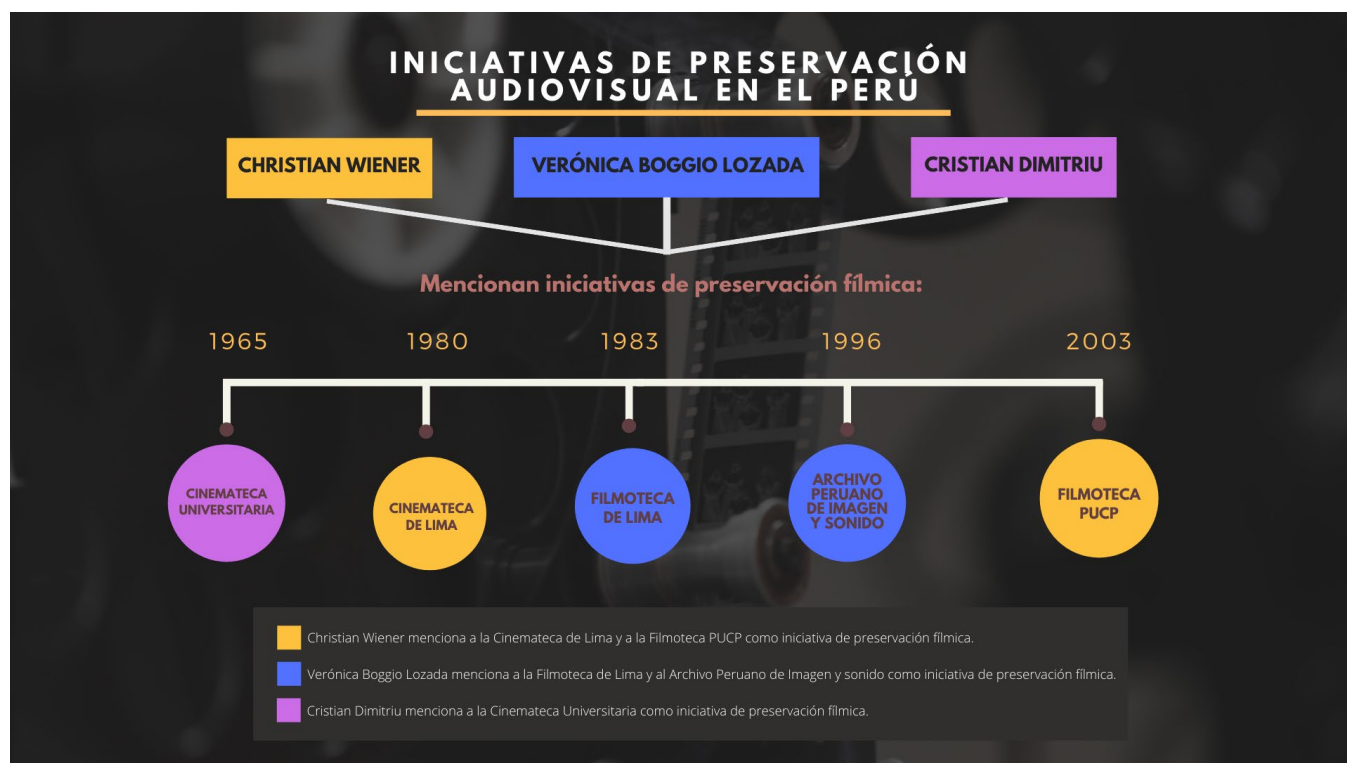 INICIATIVAS DE PRESERVACIÓN
AUDIOVISUAL EN EL PERÚ
CHRISTIAN WIENER
VERÓNICA BOGGIO LOZADA
CRISTIAN DIMITRIU
Mencionan iniciativas de preservación fílmica:
1965
1980
1983
1996
2003
CINEMATECA
UNIVERSITARIA
CINEMATECA
DE LIMA
FILMOTECA
DE LIMA
ARCHIVO
PERUANO
DE IMAGEN
Y SONIDO
FILMOTECA
PUCP
Christian Wiener menciona a la Cinemateca de Lima y a la Filmoteca PUCP como iniciativa de preservación fílmica.
Verónica Boggio Lozada menciona a la Filmoteca de Lima y al Archivo Peruano de Imagen y sonido como iniciativa de preservación fílmica.
Cristian Dimitriu menciona a la Cinemateca Universitaria como iniciativa de preservación fílmica.